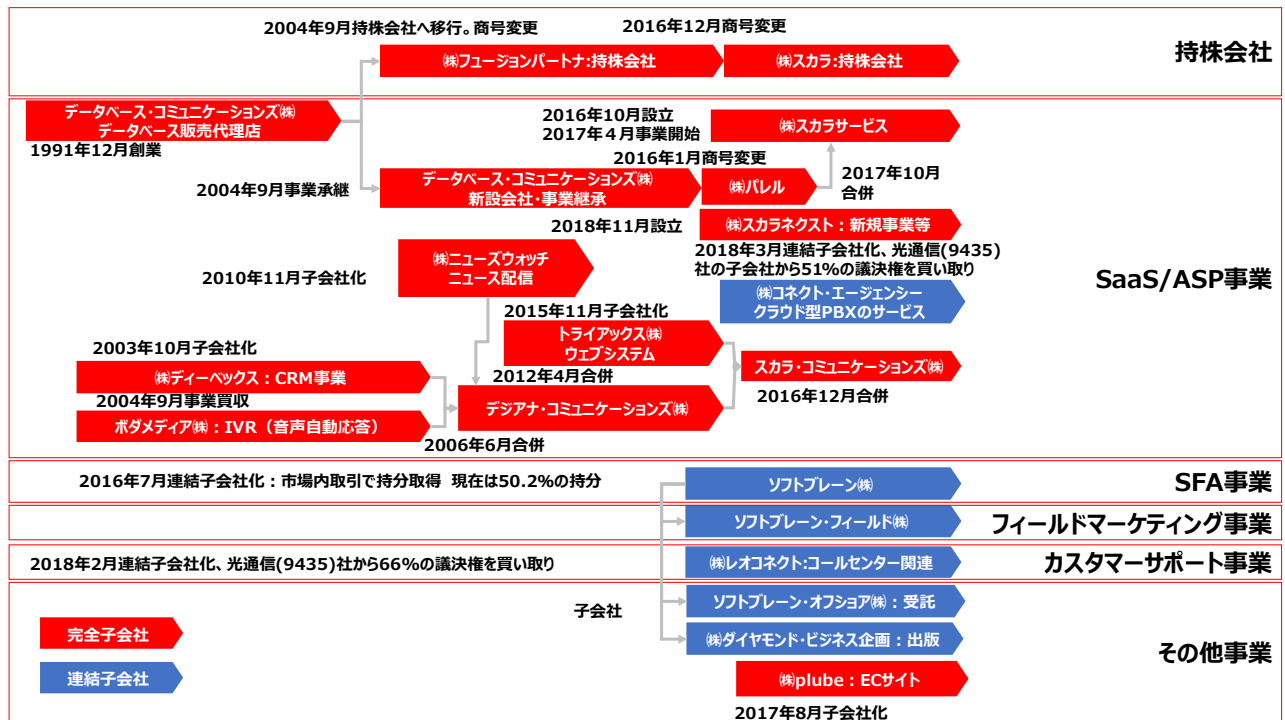 2004年9月持株会社へ移行。商号変更
2016年12月商号変更
㈱フュージョンパートナ:持株会社
㈱スカラ:持株会社
持株会社
データベース・コミュニケーションズ㈱
データベース販売代理店
1991年12月創業
2016年10月設立
2017年４月事業開始
㈱スカラサービス
2016年1月商号変更
2004年9月事業承継
データベース・コミュニケーションズ㈱
新設会社・事業継承
㈱パレル
2017年10月
合併
2018年11月設立
㈱スカラネクスト：新規事業等
2018年3月連結子会社化、光通信(9435)
社の子会社から51%の議決権を買い取り
㈱コネクト・エージェンシー
クラウド型PBXのサービス
SaaS/ASP事業
2010年11月子会社化
㈱ニューズウォッチ
ニュース配信
2015年11月子会社化
トライアックス㈱
ウェブシステム
2012年4月合併
2003年10月子会社化
㈱ディーベックス：CRM事業
2004年9月事業買収
ボダメディア㈱：IVR（音声自動応答）
2006年6月合併
デジアナ・コミュニケーションズ㈱
スカラ・コミュニケーションズ㈱
2016年12月合併
2016年7月連結子会社化：市場内取引で持分取得 現在は50.2%の持分
ソフトブレーン㈱
SFA事業
ソフトブレーン・フィールド㈱
フィールドマーケティング事業
2018年2月連結子会社化、光通信(9435)社から66%の議決権を買い取り
㈱レオコネクト:コールセンター関連
カスタマーサポート事業
子会社
ソフトブレーン・オフショア㈱：受託
㈱ダイヤモンド・ビジネス企画：出版
その他事業
㈱plube：ECサイト
2017年8月子会社化
完全子会社
連結子会社